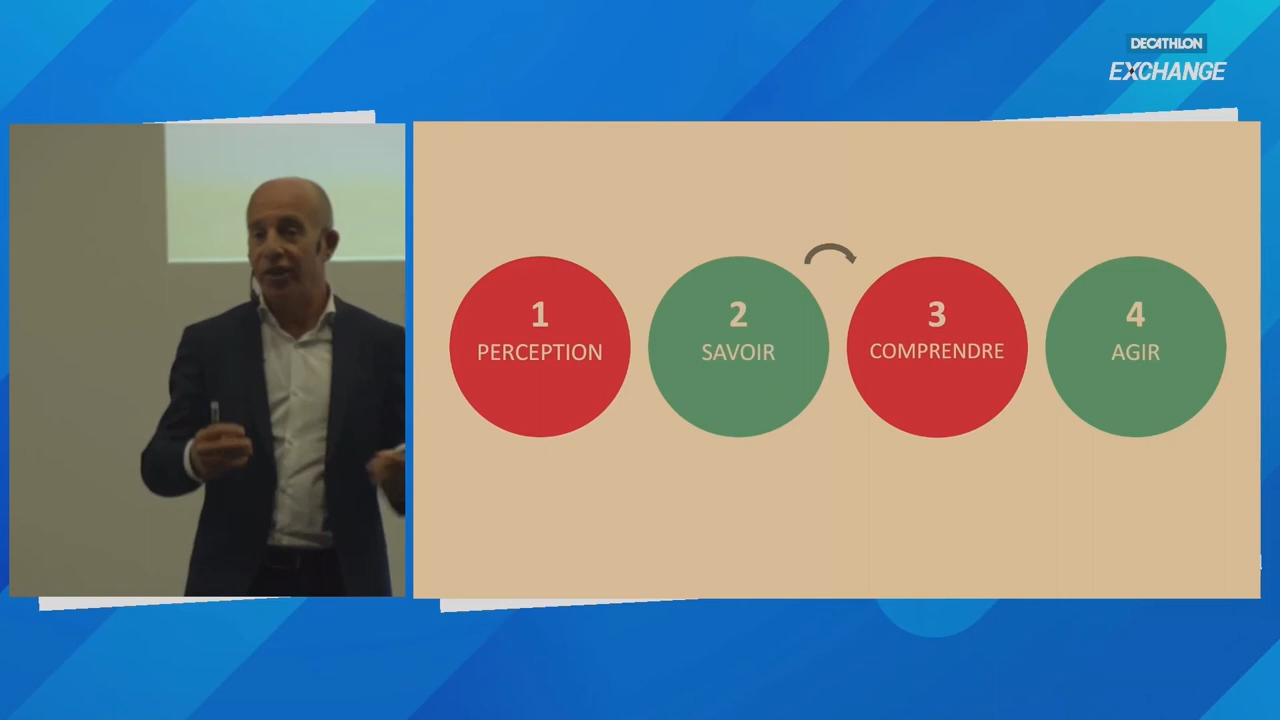 DECATHLON
EXCHANGE
1
PERCEPTION
2
SAVOIR
3
COMPRENDRE
4
AGIR